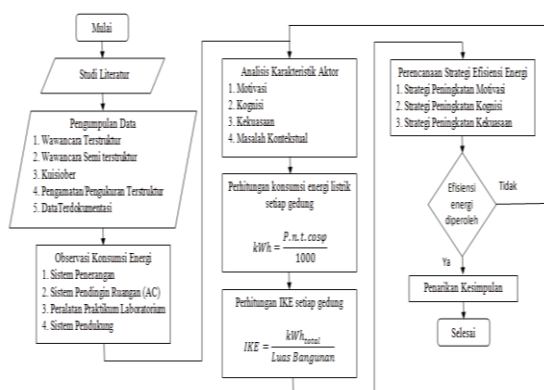 Mulai
Studi Literatur
Pengumpulan Data
1. Wawancara Terstruktur
2. Wawancara Semi terstruktur
3. Kuisiober
4. Pengamatan Pengukuran Terstruktur
5. DataTerdokumentasi
Observasi Konsumsi Energi
1. Sistem Penerangan
2. Sistem Pendingin Ruangan (AC)
3. Peralatan Praktikum Laboratorium
4. Sistem Pendukung
Analisis Karakteristik Aktor
1. Motivasi
2. Kognisi
3. Kekuasaan
4. Masalah Kontekstual
Perhitungan konsumsi energi listrik
setiap gedung
kWh = P.n.t.cosφ / 1000
Perhitungan IKE setiap gedung
IKE = kWh_total / Luas Bangunan
Perencanaan Strategi Efisiensi Energi
1. Strategi Peningkatan Motivasi
2. Strategi Peningkatan Kognisi
3. Strategi Peningkatan Kekuasaan
Efisiensi
energi
diperoleh
Tidak
Ya
Penarikan Kesimpulan
Selesai